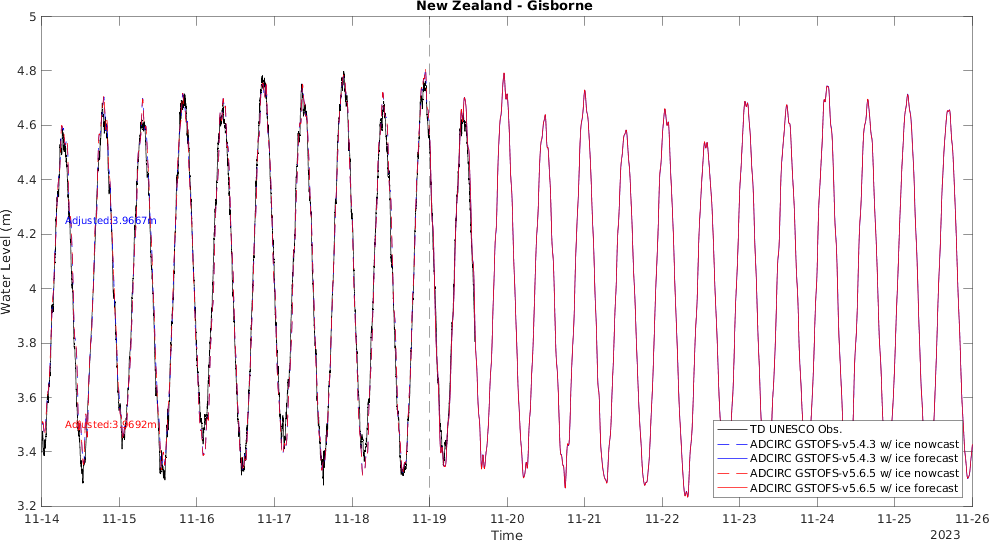 New Zealand - Gisborne
5
4.8
4.6
4.4
4.2
4
3.8
3.6
3.4
3.2
Water Level (m)
Adjusted:3.9667m
Adjusted:3.9692m
TD UNESCO Obs.
ADCIRC GSTOFS-v5.4.3 w/ ice nowcast
ADCIRC GSTOFS-v5.4.3 w/ ice forecast
ADCIRC GSTOFS-v5.6.5 w/ ice nowcast
ADCIRC GSTOFS-v5.6.5 w/ ice forecast
11-14 11-15 11-16 11-17 11-18 11-19 11-20 11-21 11-22 11-23 11-24 11-25 11-26
Time
2023